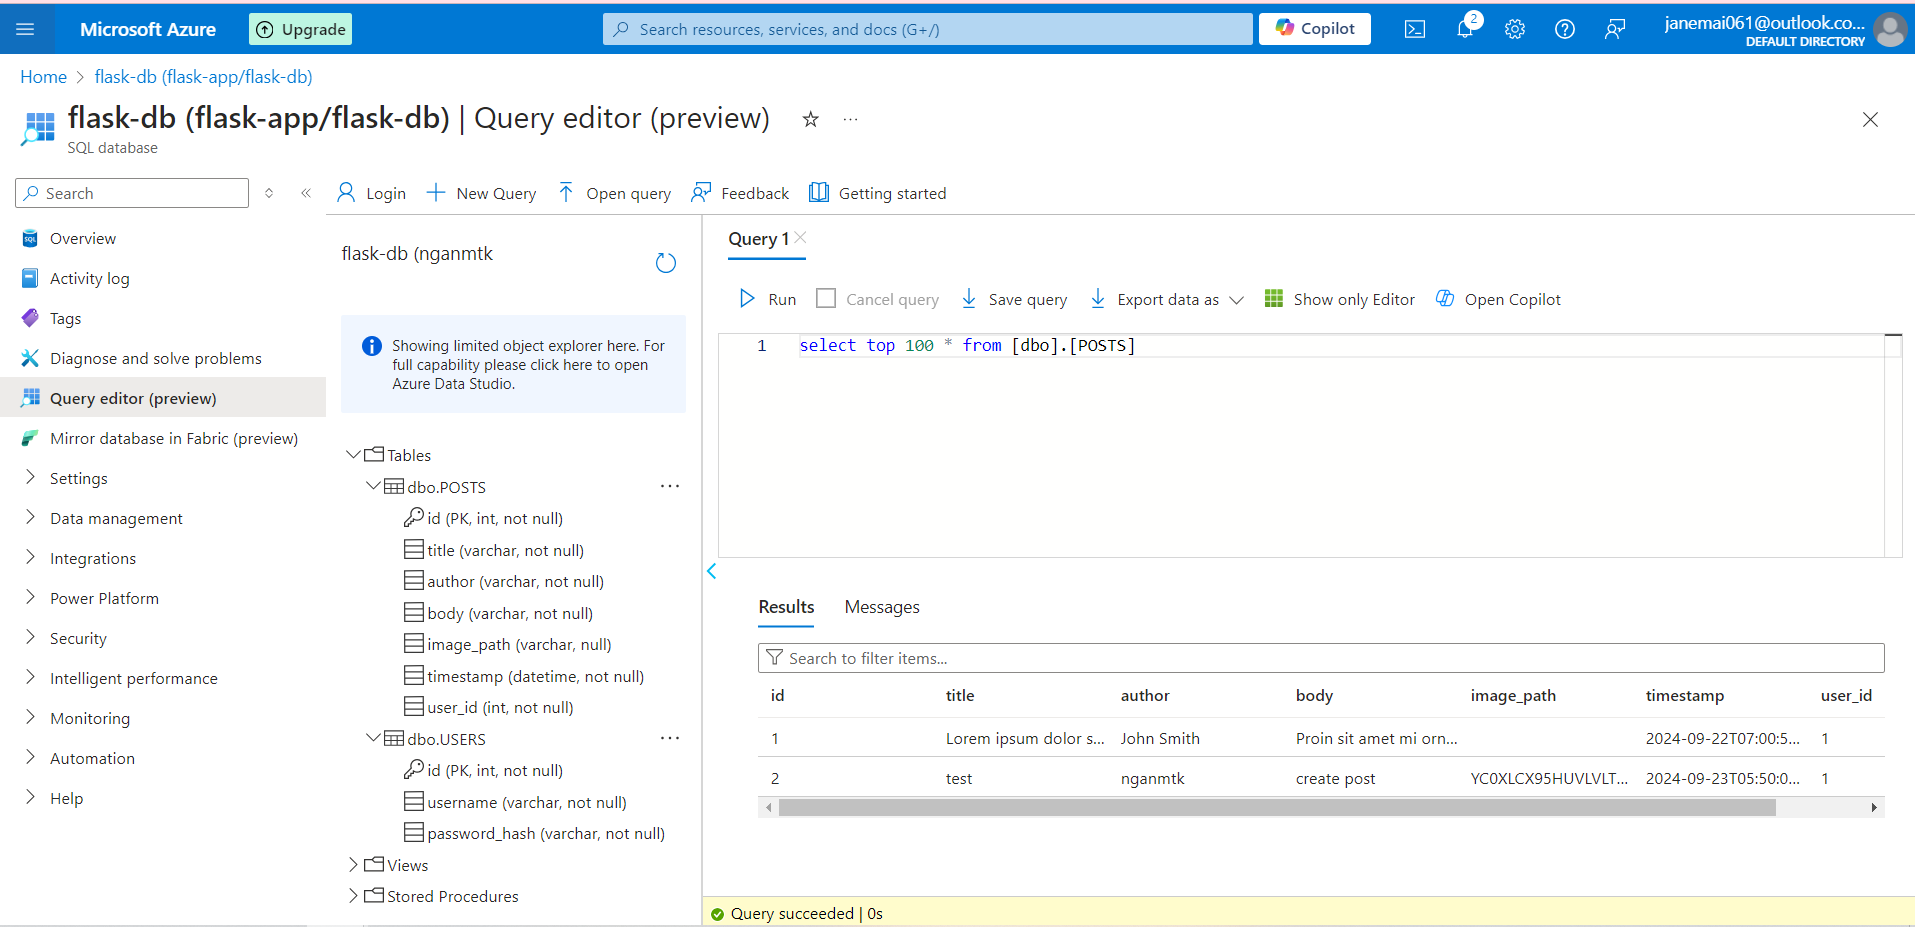 Microsoft Azure
Upgrade
Search resources, services, and docs (G+/)
Copilot
2
janemai061@outlook.co...
DEFAULT DIRECTORY
Home > flask-db (flask-app/flask-db)
flask-db (flask-app/flask-db) | Query editor (preview)
SQL database
Search
Overview
Activity log
Tags
Diagnose and solve problems
Query editor (preview)
Mirror database in Fabric (preview)
Settings
Data management
Integrations
Power Platform
Security
Intelligent performance
Monitoring
Automation
Help
Login
New Query
Open query
Feedback
Getting started
flask-db (nganmtk
Showing limited object explorer here. For
full capability please click here to open
Azure Data Studio.
Tables
dbo.POSTS
id (PK, int, not null)
title (varchar, not null)
author (varchar, not null)
body (varchar, not null)
image_path (varchar, null)
timestamp (datetime, not null)
user_id (int, not null)
dbo.USERS
id (PK, int, not null)
username (varchar, not null)
password_hash (varchar, not null)
Views
Stored Procedures
Query 1
Run
Cancel query
Save query
Export data as
Show only Editor
Open Copilot
1 select top 100 * from [dbo].[POSTS]
Results Messages
Search to filter items...
id title author body image_path timestamp user_id
1 Lorem ipsum dolor s... John Smith Proin sit amet mi orn... 2024-09-22T07:00:5... 1
2 test nganmtk create post YC0XLCX95HUVLVLT... 2024-09-23T05:50:0... 1
Query succeeded | 0s